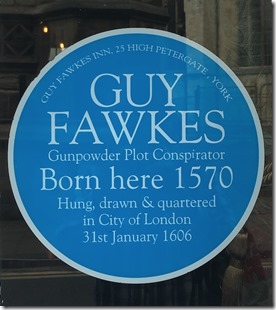 GUY FAWKES INN, 25 HIGH PETERGATE, YORK
GUY
FAWKES
Gunpowder Plot Conspirator
Born here 1570
Hung, drawn & quartered
in City of London
31st January 1606